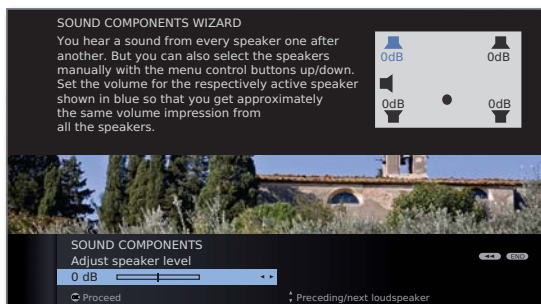 SOUND COMPONENTS WIZARD
You hear a sound from every speaker one after
another. But you can also select the speakers
manually with the menu control buttons up/down.
Set the volume for the respectively active speaker
shown in blue so that you get approximately
the same volume impression from
all the speakers.
0dB 0dB
0dB 0dB
SOUND COMPONENTS
Adjust speaker level
END
0 dB
OK Proceed
Preceding/next loudspeaker